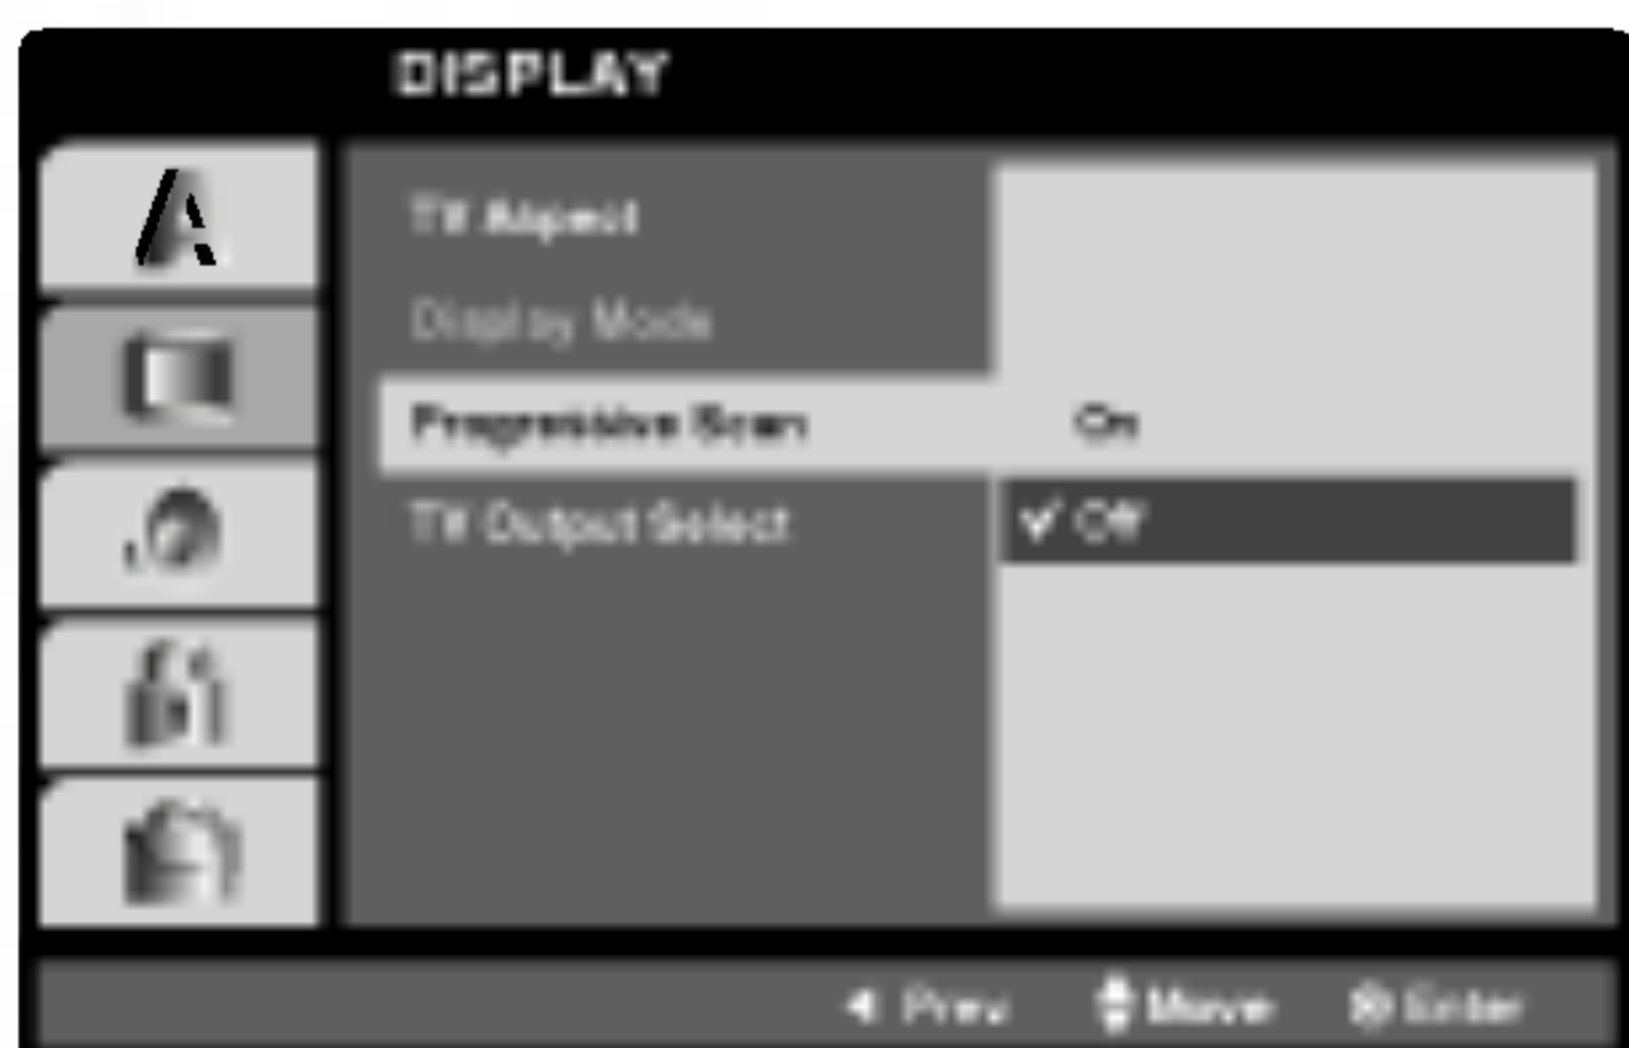 DISPLAY
TV Aspect
Display Mode
Progressive Scan On
TV Output Select ✓ Off
Prev Move Enter